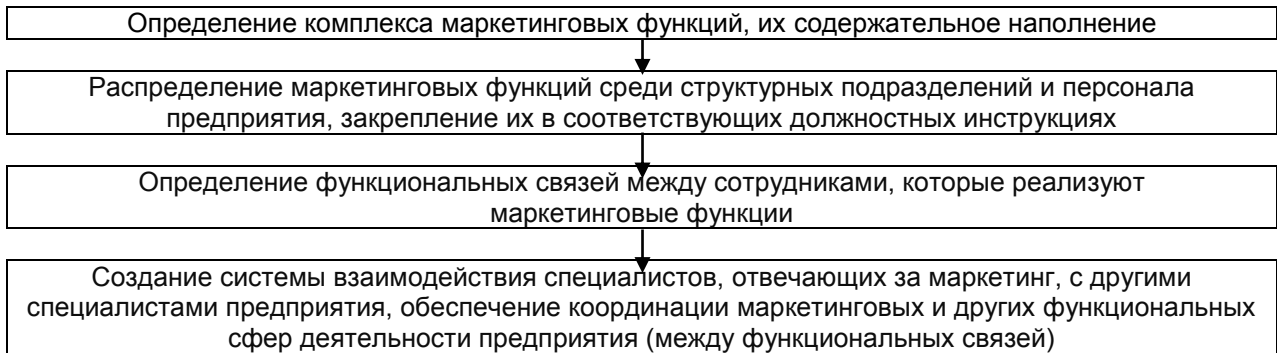 Определение комплекса маркетинговых функций, их содержательное наполнение
Распределение маркетинговых функций среди структурных подразделений и персонала
предприятия, закрепление их в соответствующих должностных инструкциях
Определение функциональных связей между сотрудниками, которые реализуют
маркетинговые функции
Создание системы взаимодействия специалистов, отвечающих за маркетинг, с другими
специалистами предприятия, обеспечение координации маркетинговых и других функциональных
сфер деятельности предприятия (между функциональных связей)